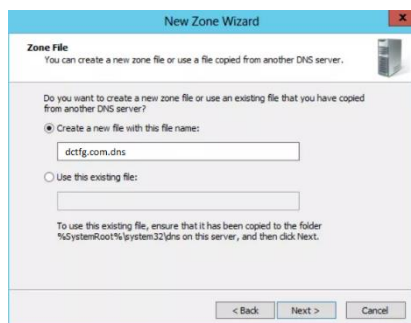 New Zone Wizard
x
Zone File
You can create a new zone file or use a file copied from another DNS server.
Do you want to create a new zone file or use an existing file that you have copied
from another DNS server?
Create a new file with this file name:
dctfg.com.dns
Use this existing file:
To use this existing file, ensure that it has been copied to the folder
%SystemRoot%\system32\dns on this server, and then click Next.
< Back Next > Cancel